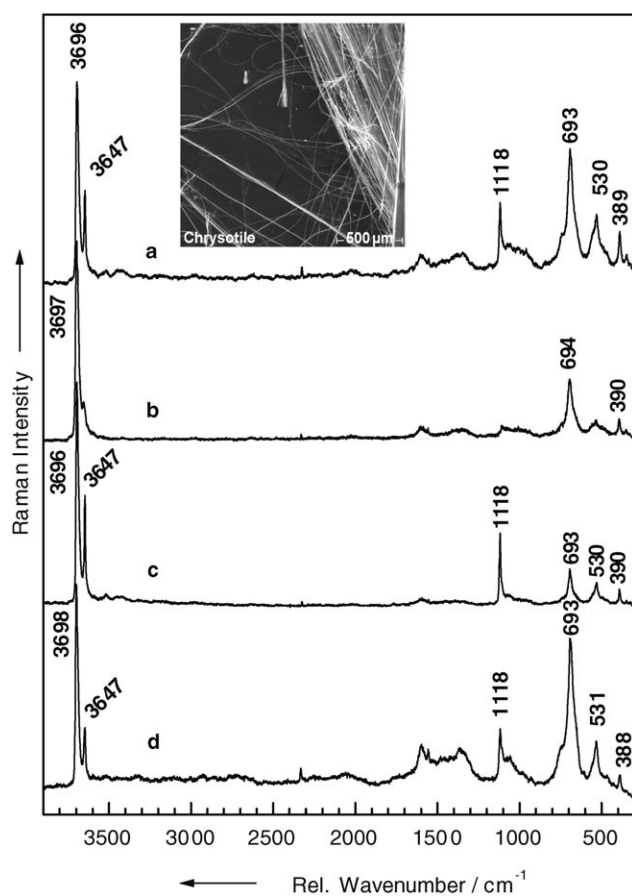 3696
3647
Chrysotile
500 µm
1118
693
530
389
a
3697
694
390
b
3696
3647
1118
693
530
390
c
3698
3647
1118
693
531
388
d
Raman Intensity
3500 3000 2500 2000 1500 1000 500
Rel. Wavenumber / cm⁻¹